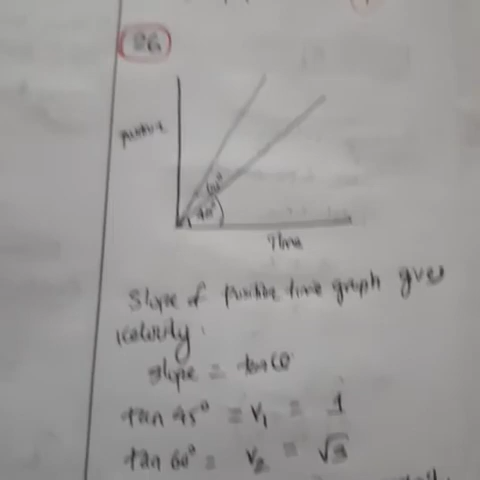 26
60°
45°
Time
Slope of position time graph gives
velocity.
slope = tanθ
tan 45° = V₁ = 1
tan 60° = V₂ = √3